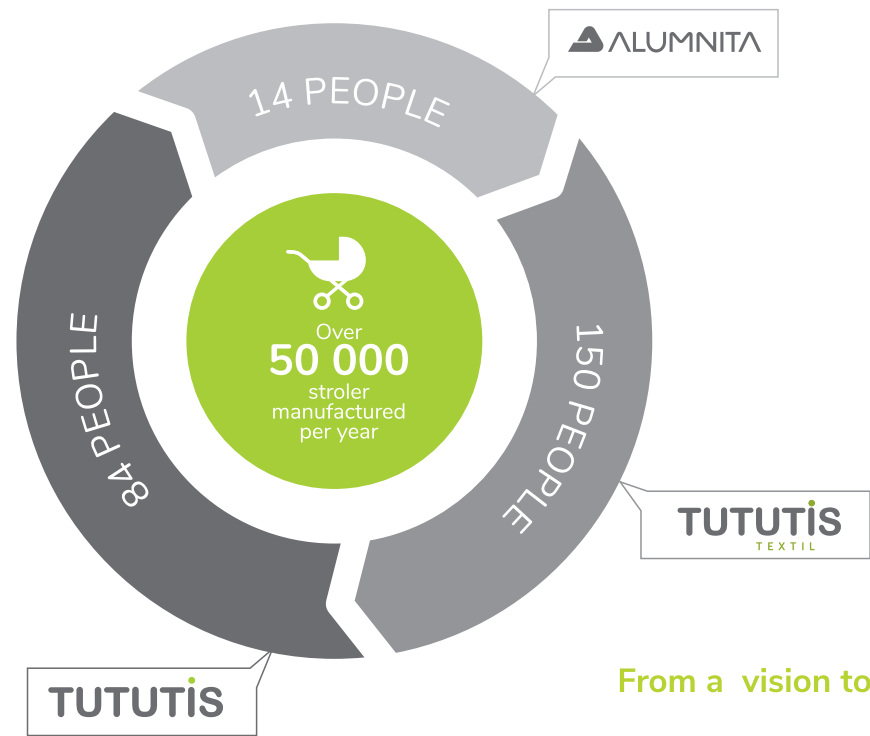 ALUMNITA
14 PEOPLE
150 PEOPLE
84 PEOPLE
Over
50 000
stroler
manufactured
per year
TUTUTIS
TEXTIL
From a vision to
TUTUTIS